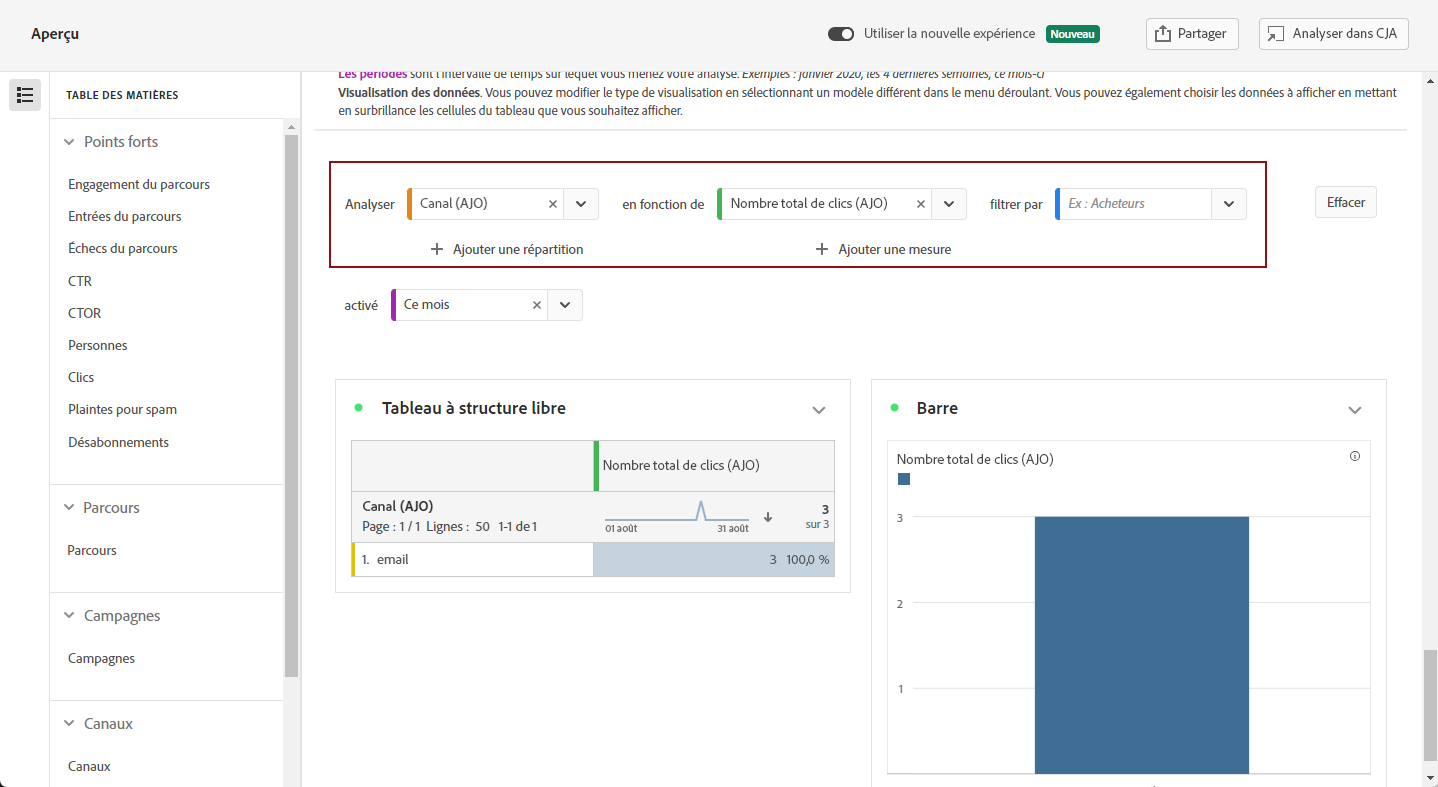 Aperçu
Utiliser la nouvelle expérience
Nouveau
Partager
Analyser dans CJA
TABLE DES MATIÈRES
Points forts
Engagement du parcours
Entrées du parcours
Échecs du parcours
CTR
CTOR
Personnes
Clics
Plaintes pour spam
Désabonnements
Parcours
Parcours
Campagnes
Campagnes
Canaux
Canaux
Les périodes sont l'intervalle de temps sur lequel vous menez votre analyse. Exemples : janvier 2020, les 4 dernières semaines, ce mois-ci
Visualisation des données. Vous pouvez modifier le type de visualisation en sélectionnant un modèle différent dans le menu déroulant. Vous pouvez également choisir les données à afficher en mettant
en surbrillance les cellules du tableau que vous souhaitez afficher.
Analyser
Canal (AJO)
en fonction de
Nombre total de clics (AJO)
filtrer par
Ex : Acheteurs
Effacer
Ajouter une répartition
Ajouter une mesure
activé
Ce mois
Tableau à structure libre
Nombre total de clics (AJO)
Canal (AJO)
Page : 1 / 1 Lignes : 50 1-1 de 1
01 août
31 août
3
sur 3
1. email
3 100,0 %
Barre
Nombre total de clics (AJO)
3
2
1